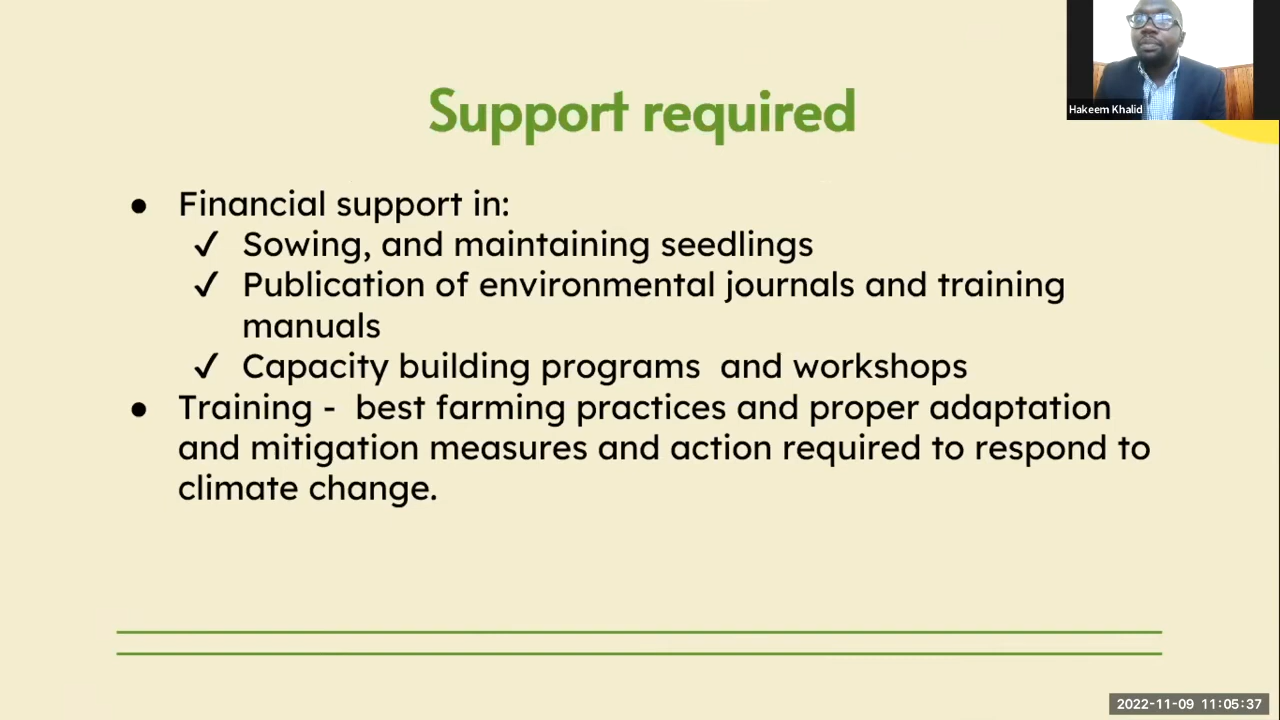 Hakeem Khalid
Support required
● Financial support in:
✓ Sowing, and maintaining seedlings
✓ Publication of environmental journals and training
manuals
✓ Capacity building programs  and workshops
● Training -  best farming practices and proper adaptation
and mitigation measures and action required to respond to
climate change.
2022-11-09 11:05:37